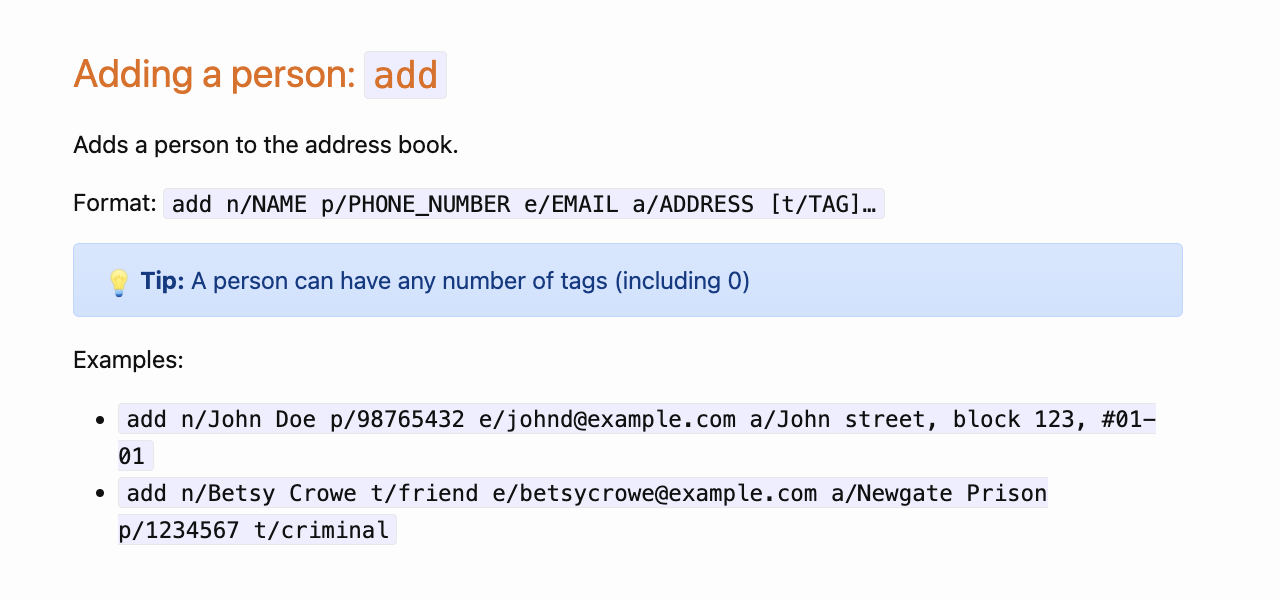 Adding a person: add
Adds a person to the address book.
Format: add n/NAME p/PHONE_NUMBER e/EMAIL a/ADDRESS [t/TAG]…
💡 Tip: A person can have any number of tags (including 0)
Examples:
• add n/John Doe p/98765432 e/johnd@example.com a/John street, block 123, #01-
01
• add n/Betsy Crowe t/friend e/betsycrowe@example.com a/Newgate Prison
p/1234567 t/criminal